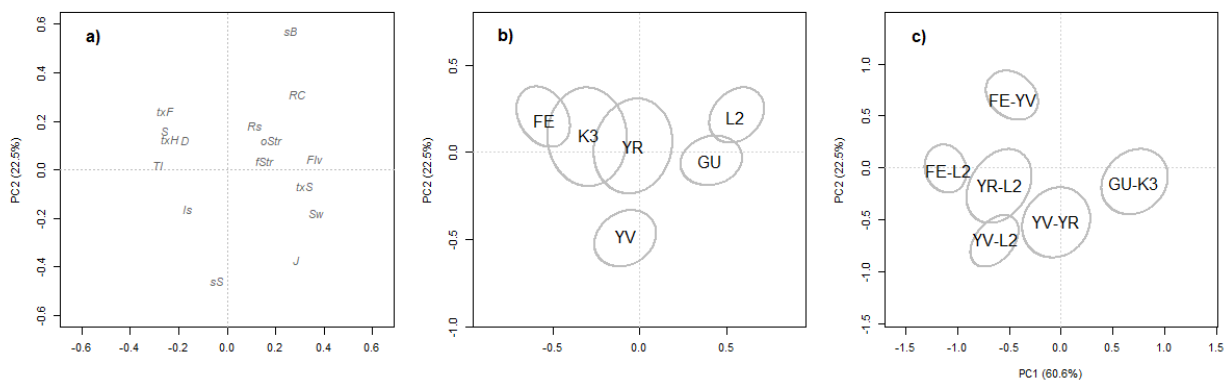 a)
sB
RC
txF
S
txH D
Rs
oStr
fStr
Flv
TI
txS
Is
Sw
J
sS
PC2 (22.5%)
0.6
0.4
0.2
0.0
-0.2
-0.4
-0.6
-0.6 -0.4 -0.2 0.0 0.2 0.4 0.6
b)
FE
K3
YR
L2
GU
YV
PC2 (22.5%)
0.5
0.0
-0.5
-1.0
-0.5 0.0 0.5
c)
FE-YV
FE-L2
YR-L2
GU-K3
YV-YR
YV-L2
PC2 (22.5%)
1.0
0.5
0.0
-0.5
-1.0
-1.5
-1.5 -1.0 -0.5 0.0 0.5 1.0 1.5
PC1 (60.6%)